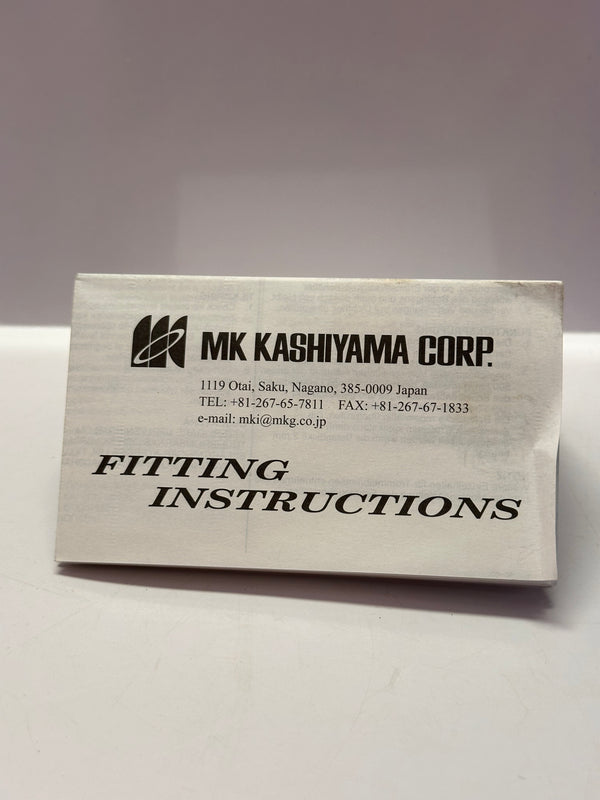 MK KASHIYAMA CORP.
1119 Otai, Saku, Nagano, 385-0009 Japan
TEL: +81-267-65-7811 FAX: +81-267-67-1833
e-mail: mki@mkg.co.jp
FITTING
INSTRUCTIONS